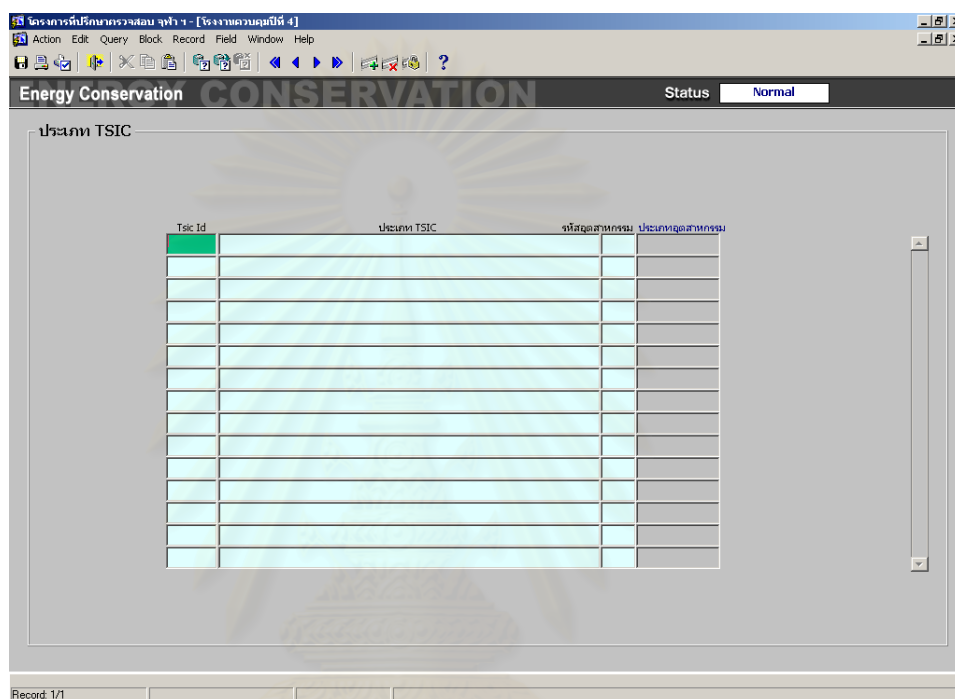 โครงการที่ปรึกษาตรวจสอบ จุฬา ฯ - [โรงงานควบคุมปีที่ 4]
Action Edit Query Block Record Field Window Help
Energy Conservation CONSERVATION Status Normal
ประเภท TSIC
Tsic Id ประเภท TSIC รหัสอุตสาหกรรม ประเภทอุตสาหกรรม
Record: 1/1